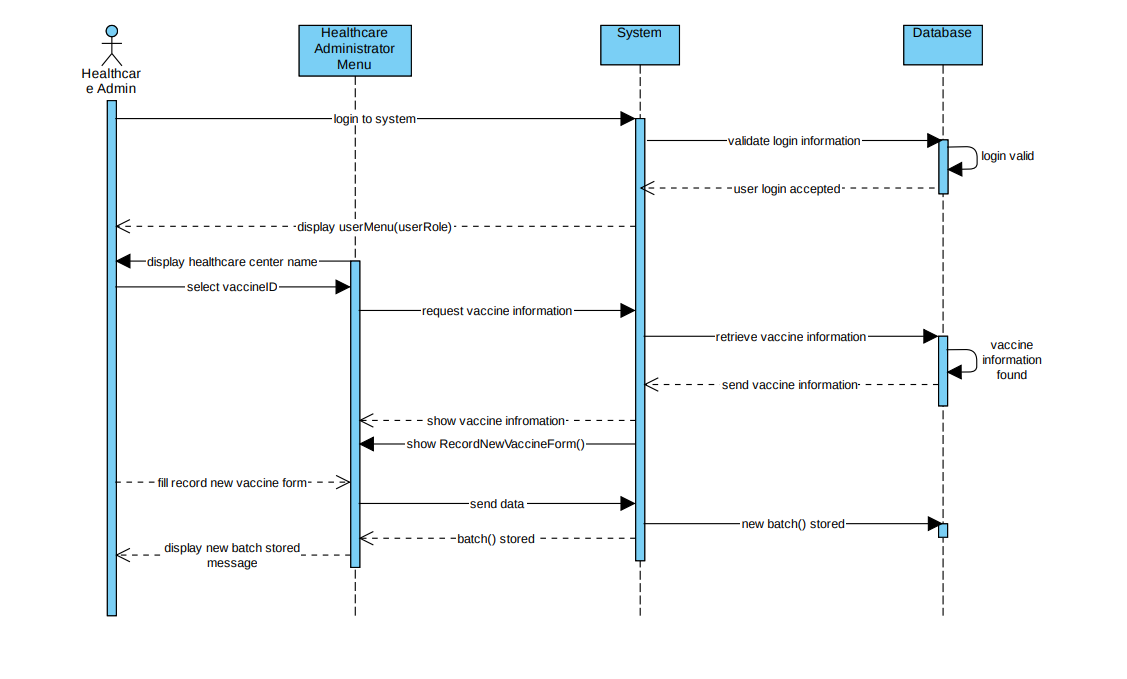 Healthcar
e Admin
Healthcare
Administrator
Menu
System
Database
login to system
validate login information
login valid
user login accepted
display userMenu(userRole)
display healthcare center name
select vaccineID
request vaccine information
retrieve vaccine information
vaccine
information
found
send vaccine information
show vaccine infromation
show RecordNewVaccineForm()
fill record new vaccine form
send data
new batch() stored
batch() stored
display new batch stored
message